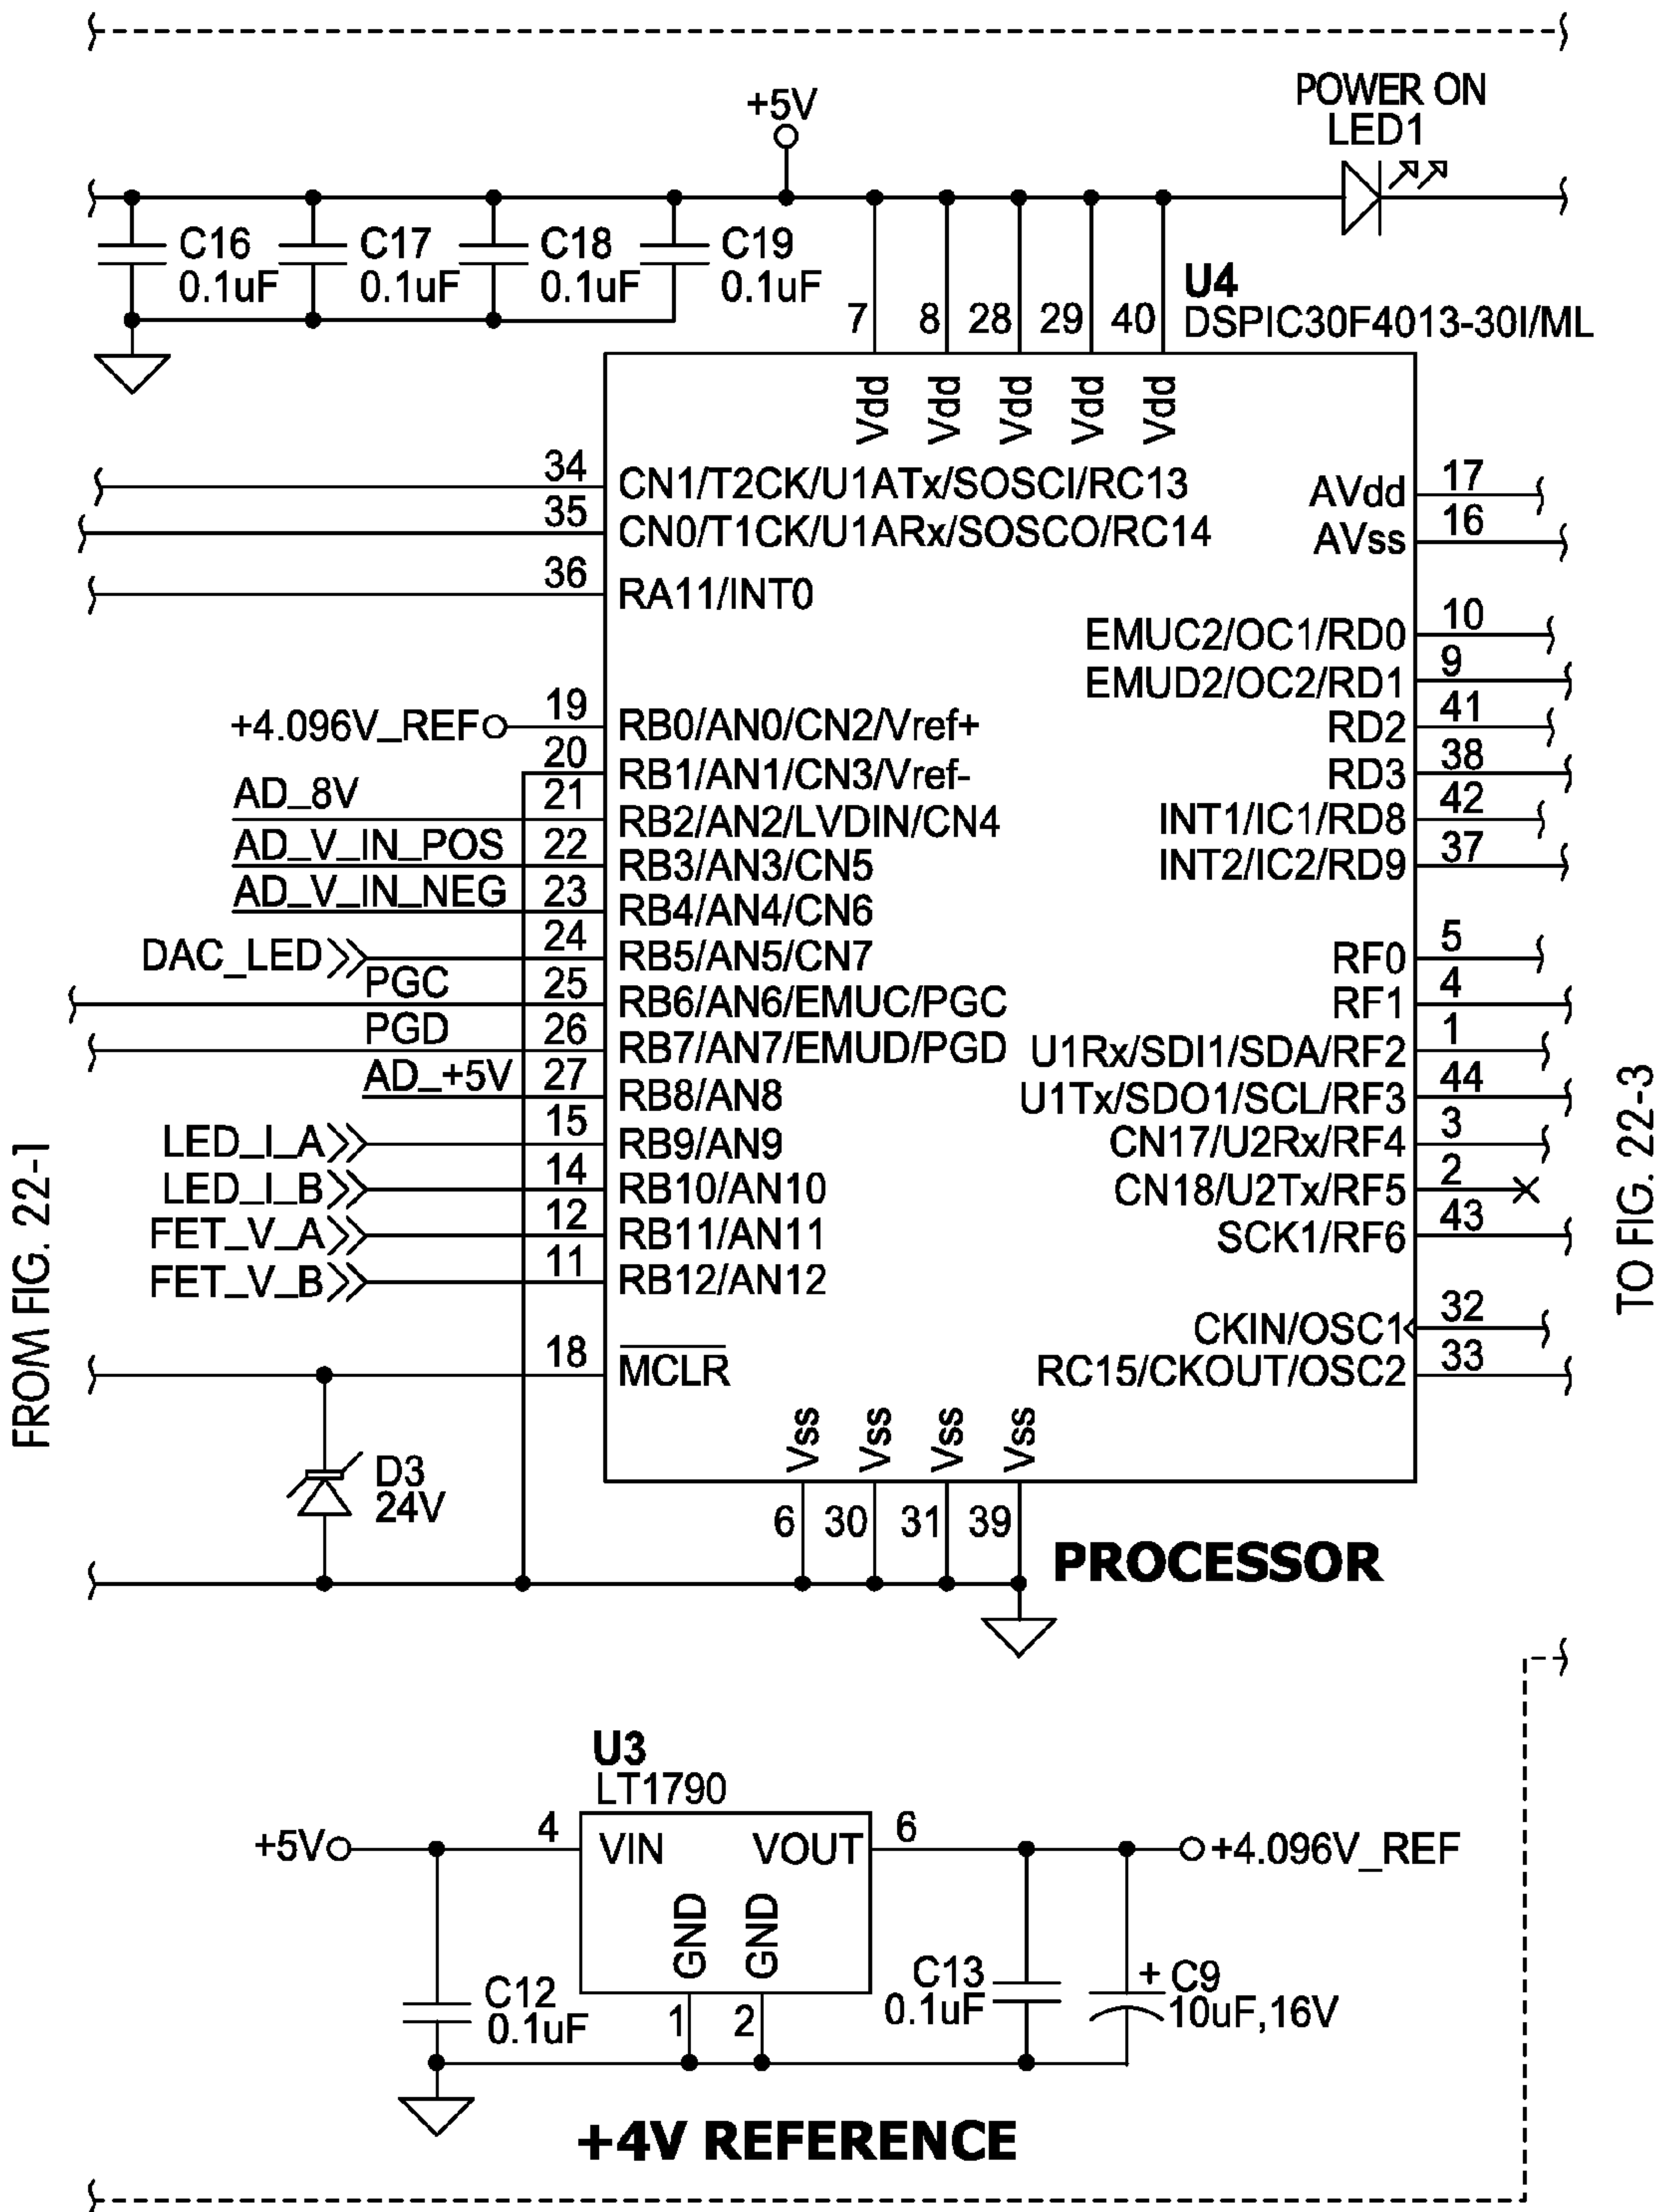 +5V
POWER ON
LED1
C16
0.1uF
C17
0.1uF
C18
0.1uF
C19
0.1uF
U4
DSPIC30F4013-30I/ML
7
8
28
29
40
Vdd
Vdd
Vdd
Vdd
Vdd
34
CN1/T2CK/U1ATx/SOSCI/RC13
35
CN0/T1CK/U1ARx/SOSCO/RC14
36
RA11/INT0
+4.096V_REF
19
RB0/AN0/CN2/Vref+
20
RB1/AN1/CN3/Vref-
AD_8V
21
RB2/AN2/LVDIN/CN4
AD_V_IN_POS
22
RB3/AN3/CN5
AD_V_IN_NEG
23
RB4/AN4/CN6
DAC_LED
24
RB5/AN5/CN7
PGC
25
RB6/AN6/EMUC/PGC
PGD
26
RB7/AN7/EMUD/PGD
AD_+5V
27
RB8/AN8
LED_I_A
15
RB9/AN9
LED_I_B
14
RB10/AN10
FET_V_A
12
RB11/AN11
FET_V_B
11
RB12/AN12
18
MCLR
AVdd
17
AVss
16
EMUC2/OC1/RD0
10
EMUD2/OC2/RD1
9
RD2
41
RD3
38
INT1/IC1/RD8
42
INT2/IC2/RD9
37
RF0
5
RF1
4
U1Rx/SDI1/SDA/RF2
1
U1Tx/SDO1/SCL/RF3
44
CN17/U2Rx/RF4
3
CN18/U2Tx/RF5
2
SCK1/RF6
43
CKIN/OSC1
32
RC15/CKOUT/OSC2
33
Vss
Vss
Vss
Vss
6
30
31
39
D3
24V
PROCESSOR
FROM FIG. 22-1
TO FIG. 22-3
U3
LT1790
+5V
4
VIN
VOUT
6
+4.096V_REF
GND
GND
1
2
C12
0.1uF
C13
0.1uF
+ C9
10uF,16V
+4V REFERENCE